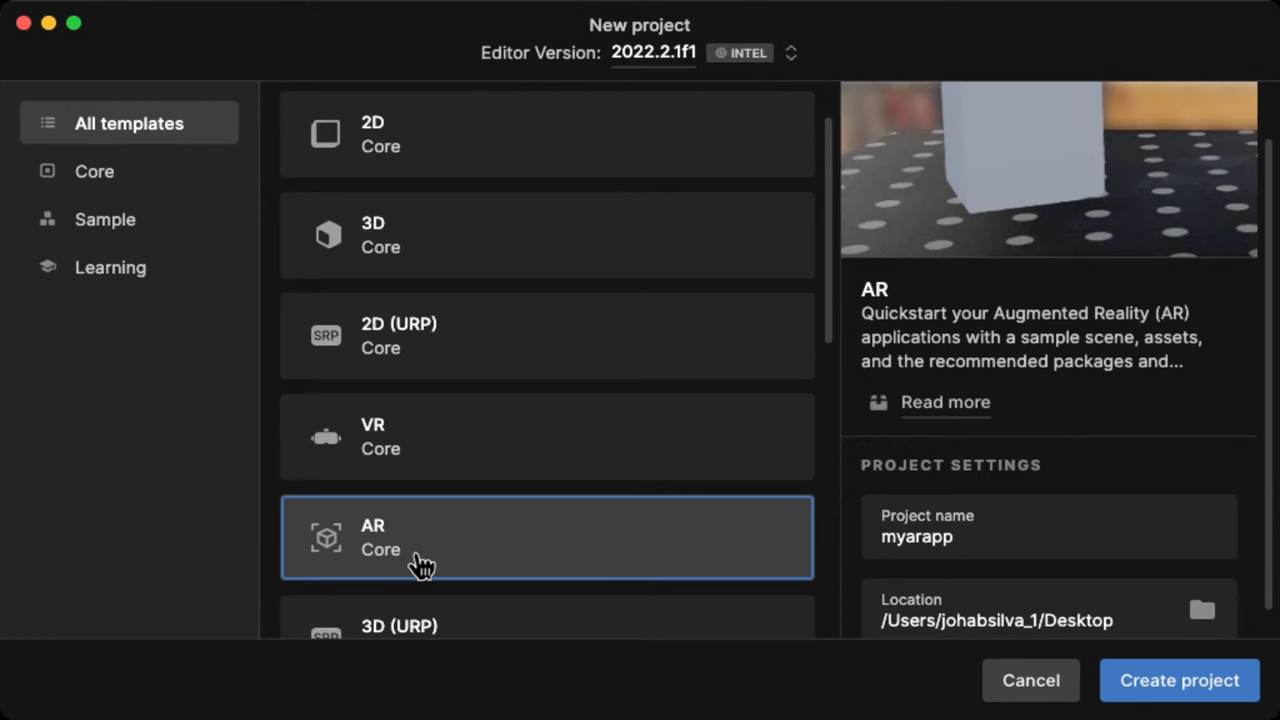 New project
Editor Version: 2022.2.1f1 INTEL
All templates
Core
Sample
Learning
2D
Core
3D
Core
SRP
2D (URP)
Core
VR
Core
AR
Core
SRP
3D (URP)
AR
Quickstart your Augmented Reality (AR)
applications with a sample scene, assets,
and the recommended packages and...
Read more
PROJECT SETTINGS
Project name
myarapp
Location
/Users/johabsilva_1/Desktop
Cancel
Create project